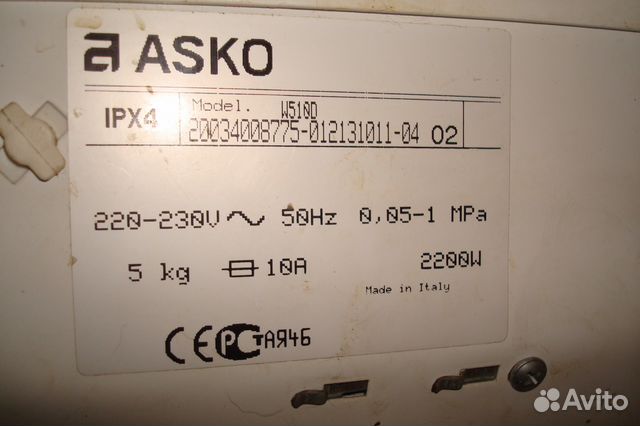 ASKO
IPX4 Model. W510D
20034008775-012131011-04 02
220-230V 50Hz 0,05-1 MPa
5 kg 10A 2200W
Made in Italy
CE PCT АЯ46
Avito